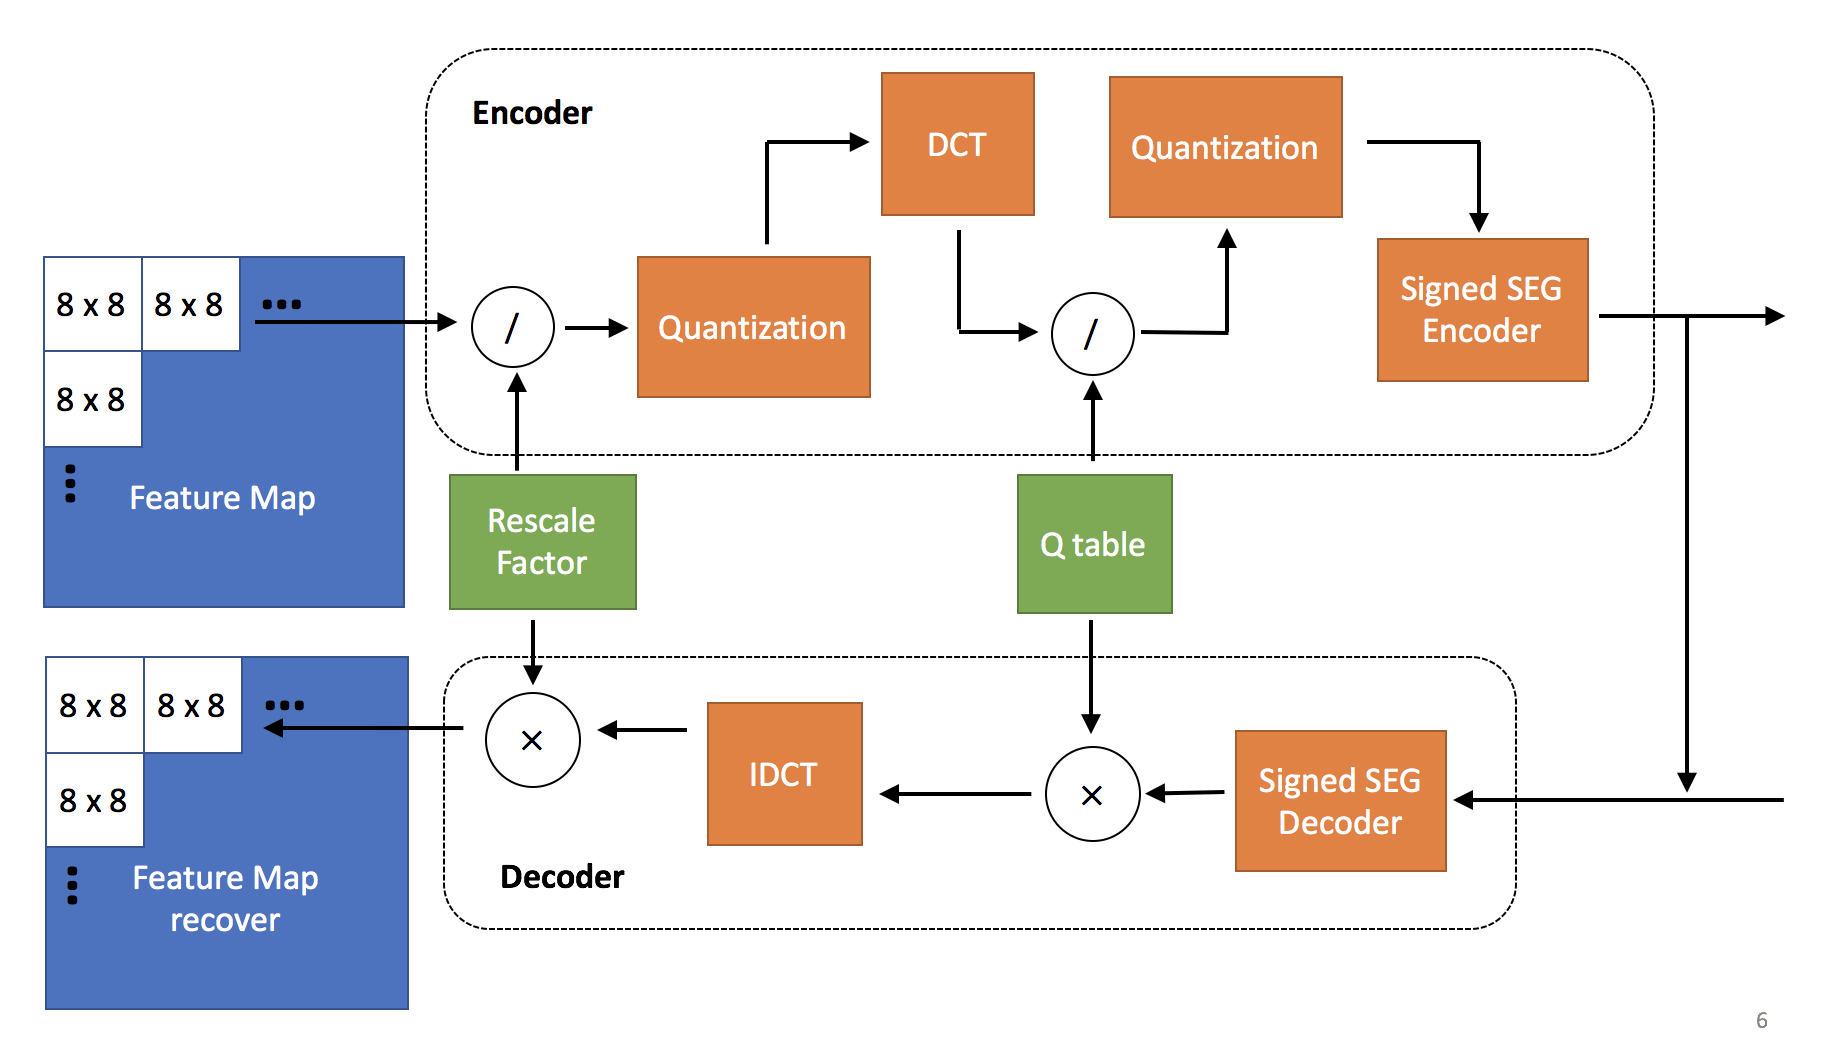 Encoder
DCT
Quantization
Signed SEG
Encoder
8 x 8
8 x 8
...
/
Quantization
/
8 x 8
Feature Map
Rescale
Factor
Q table
8 x 8
8 x 8
...
×
IDCT
×
Signed SEG
Decoder
8 x 8
Feature Map
recover
Decoder
6